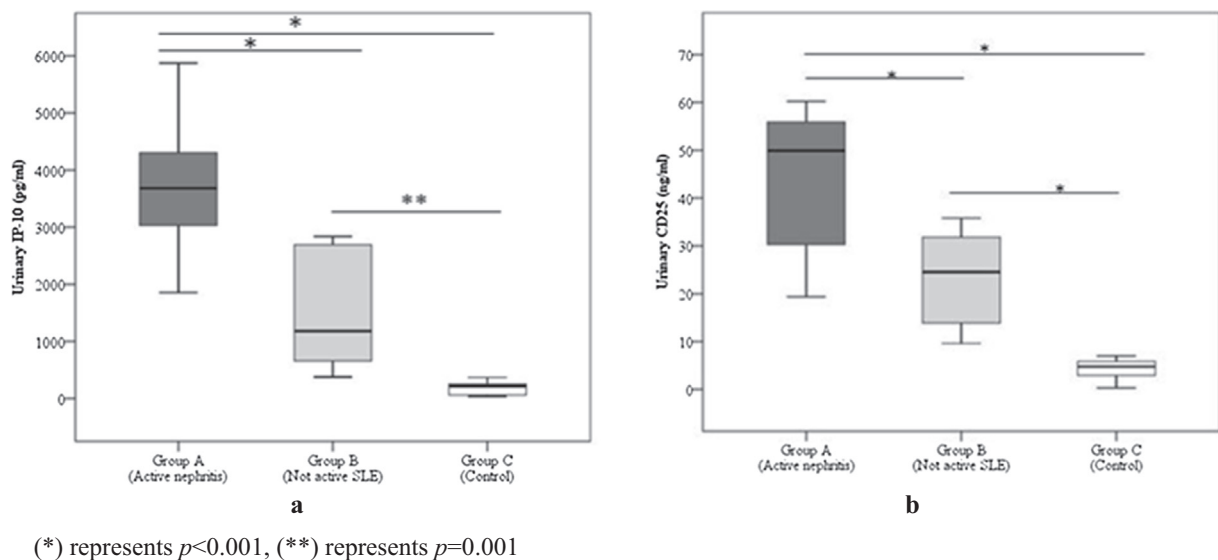 *
*
**
6000
5000
4000
3000
2000
1000
0
Urinary IP-10 (pg/ml)
Group A
(Active nephritis)
Group B
(Not active SLE)
Group C
(Control)
a
*
*
*
70
60
50
40
30
20
10
0
Urinary CD25 (ng/ml)
Group A
(Active nephritis)
Group B
(Not active SLE)
Group C
(Control)
b
(*) represents p<0.001, (**) represents p=0.001